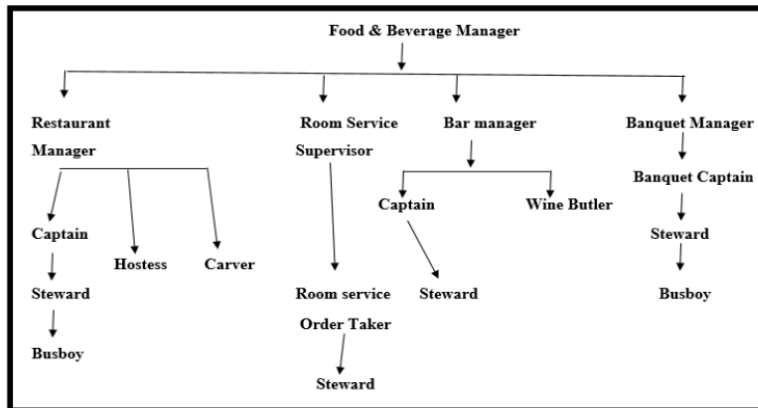 Food & Beverage Manager
Restaurant
Manager
Room Service
Supervisor
Bar manager
Banquet Manager
Banquet Captain
Captain
Wine Butler
Captain
Steward
Hostess
Carver
Steward
Room service
Order Taker
Steward
Busboy
Busboy
Steward